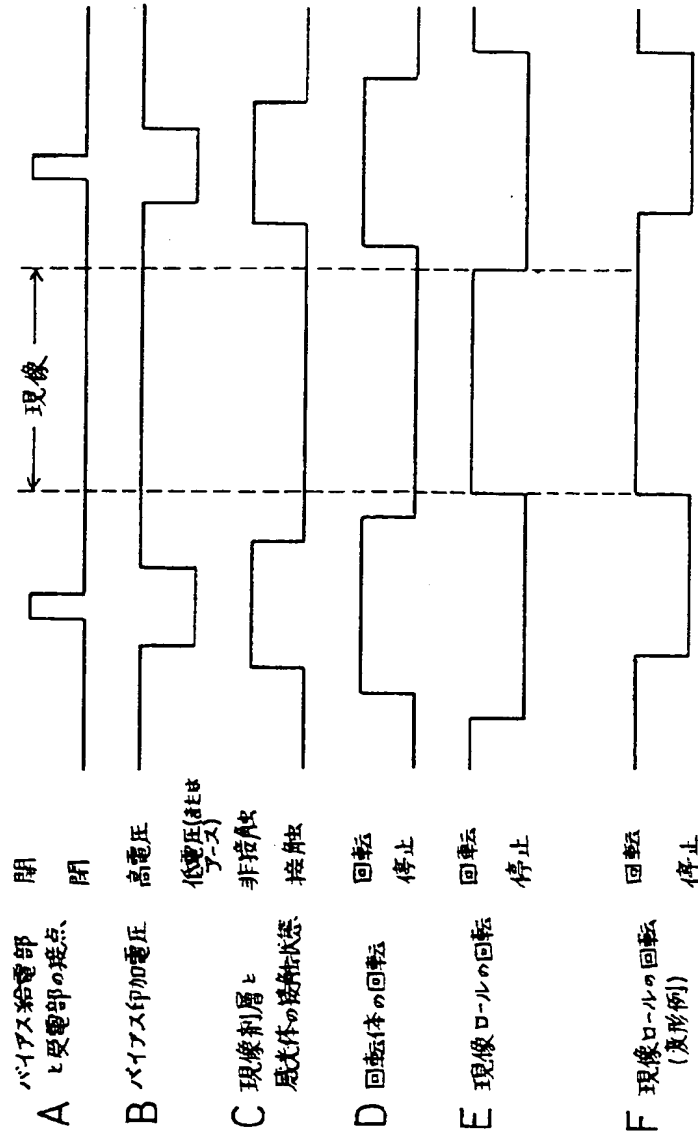 現像
A バイアス給電部
と受電部の接点
開
閉
B バイアス印加電圧
高電圧
低電圧(または
アース)
C 現像剤層と
感光体の接触状態
非接触
接触
D 回転体の回転
回転
停止
E 現像ロールの回転
回転
停止
F 現像ロールの回転
(変形例)
回転
停止